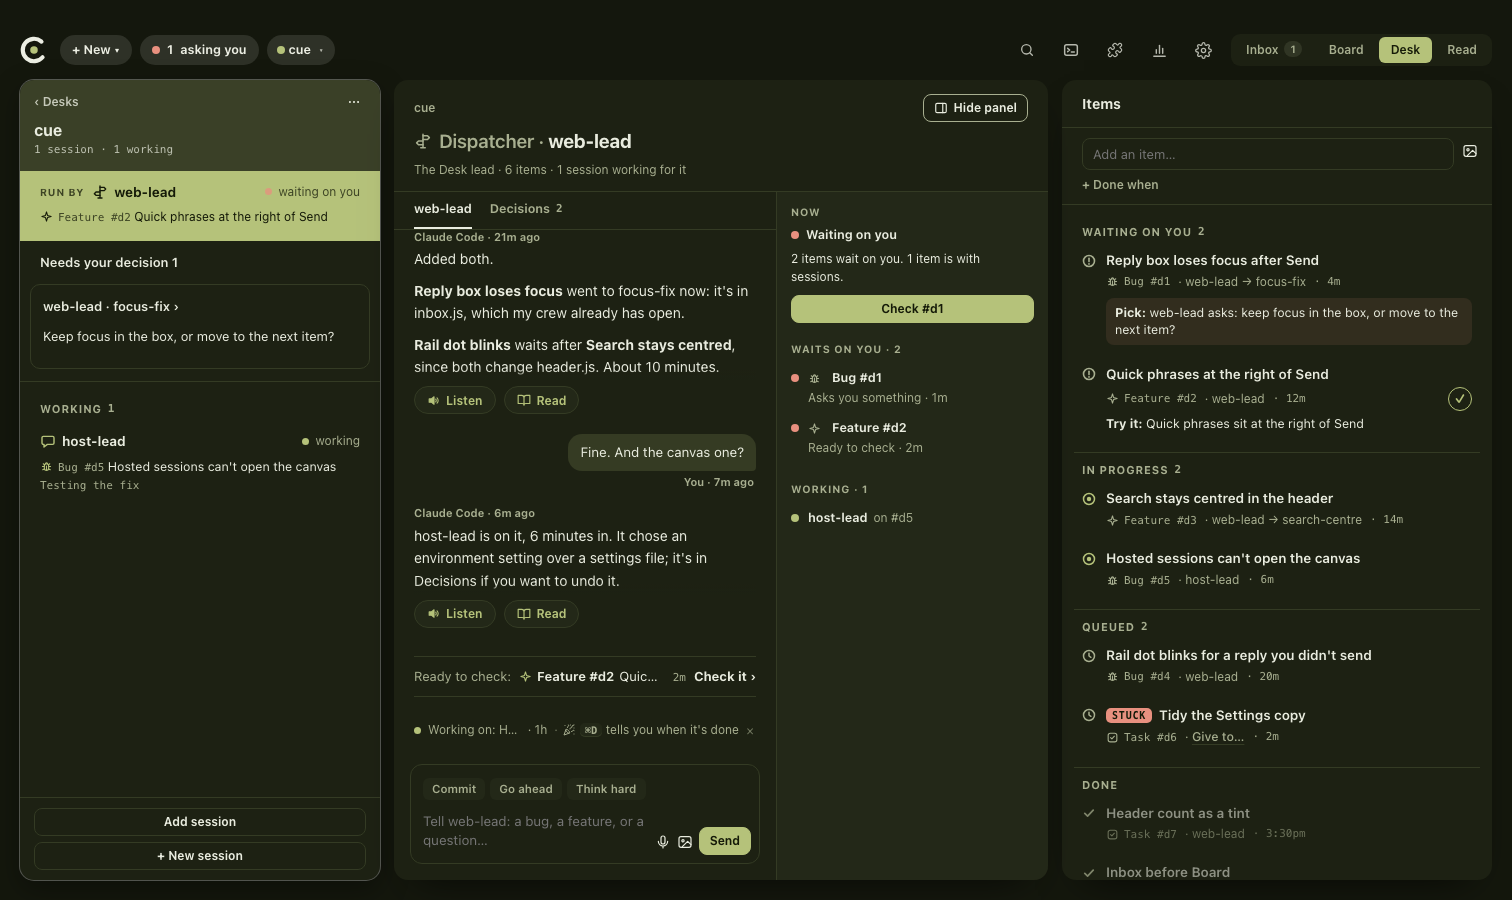 + New ▾
1 asking you
cue ·
Inbox 1
Board
Desk
Read
‹ Desks
...
cue
1 session · 1 working
RUN BY web-lead
waiting on you
Feature #d2 Quick phrases at the right of Send
Needs your decision 1
web-lead · focus-fix ›
Keep focus in the box, or move to the next item?
WORKING 1
host-lead
working
Bug #d5 Hosted sessions can't open the canvas
Testing the fix
Add session
+ New session
cue
Hide panel
Dispatcher · web-lead
The Desk lead · 6 items · 1 session working for it
web-lead
Decisions 2
Claude Code · 21m ago
Added both.
Reply box loses focus went to focus-fix now: it's in
inbox.js, which my crew already has open.
Rail dot blinks waits after Search stays centred,
since both change header.js. About 10 minutes.
Listen
Read
Fine. And the canvas one?
You · 7m ago
Claude Code · 6m ago
host-lead is on it, 6 minutes in. It chose an
environment setting over a settings file; it's in
Decisions if you want to undo it.
Listen
Read
Ready to check: Feature #d2 Quic... 2m Check it ›
Working on: H... · 1h · ⌘D tells you when it's done ×
Commit
Go ahead
Think hard
Tell web-lead: a bug, a feature, or a
question...
Send
NOW
Waiting on you
2 items wait on you. 1 item is with
sessions.
Check #d1
WAITS ON YOU · 2
Bug #d1
Asks you something · 1m
Feature #d2
Ready to check · 2m
WORKING · 1
host-lead on #d5
Items
Add an item...
+ Done when
WAITING ON YOU 2
Reply box loses focus after Send
Bug #d1 · web-lead → focus-fix · 4m
Pick: web-lead asks: keep focus in the box, or move to the
next item?
Quick phrases at the right of Send
Feature #d2 · web-lead · 12m
Try it: Quick phrases sit at the right of Send
IN PROGRESS 2
Search stays centred in the header
Feature #d3 · web-lead → search-centre · 14m
Hosted sessions can't open the canvas
Bug #d5 · host-lead · 6m
QUEUED 2
Rail dot blinks for a reply you didn't send
Bug #d4 · web-lead · 20m
STUCK Tidy the Settings copy
Task #d6 · Give to... · 2m
DONE
Header count as a tint
Task #d7 · web-lead · 3:30pm
Inbox before Board